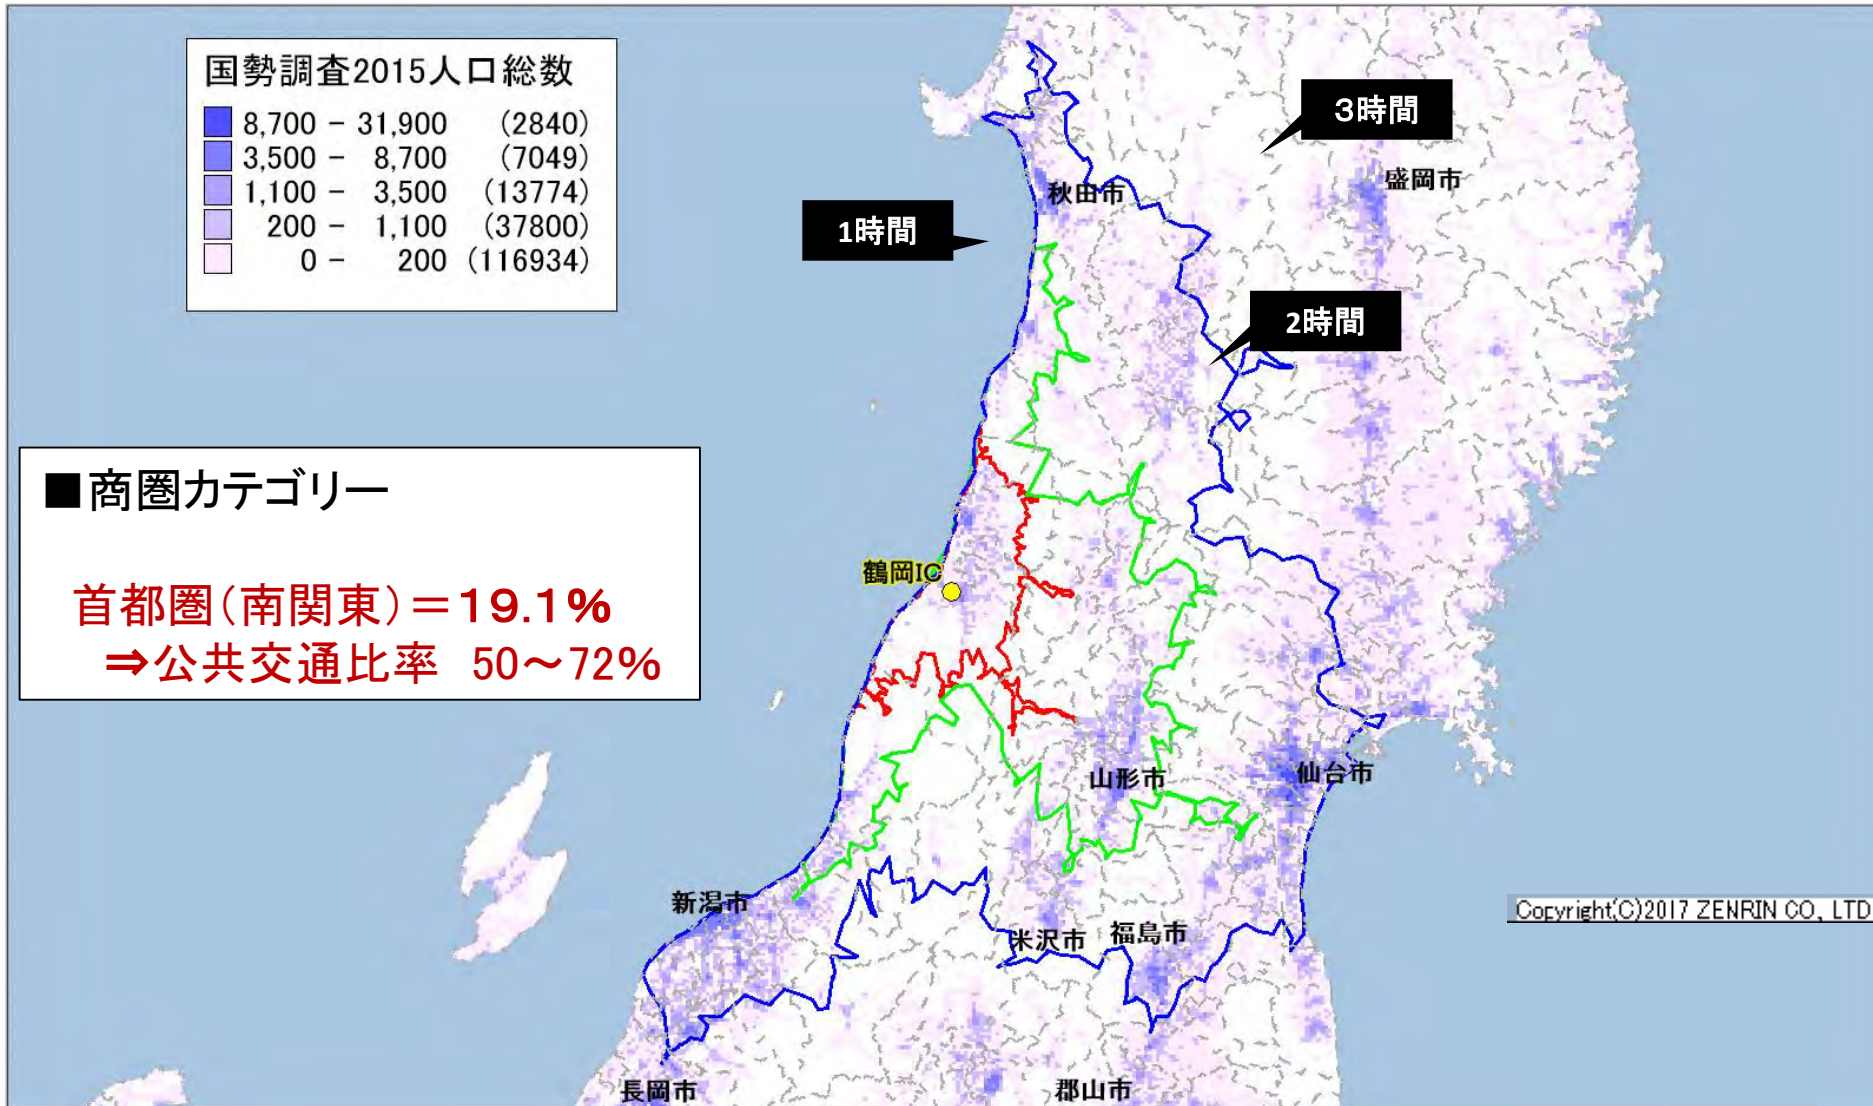 国勢調査2015人口総数
8,700 - 31,900 (2840)
3,500 - 8,700 (7049)
1,100 - 3,500 (13774)
200 - 1,100 (37800)
0 - 200 (116934)
3時間
盛岡市
秋田市
1時間
2時間
■商圏カテゴリー
首都圏(南関東)=19.1%
⇒公共交通比率 50~72%
鶴岡IC
山形市
仙台市
新潟市
米沢市
福島市
Copyright(C)2017 ZENRIN CO., LTD
長岡市
郡山市